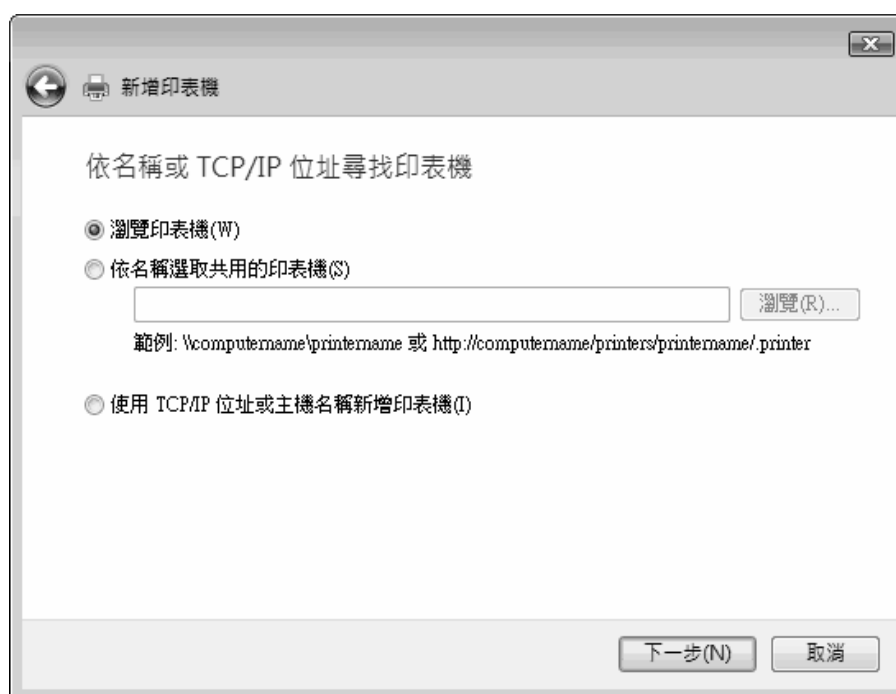 新增印表機
依名稱或 TCP/IP 位址尋找印表機
瀏覽印表機(W)
依名稱選取共用的印表機(S)
瀏覽(R)...
範例: \\computername\printername 或 http://computername/printers/printername/.printer
使用 TCP/IP 位址或主機名稱新增印表機(I)
下一步(N)
取消